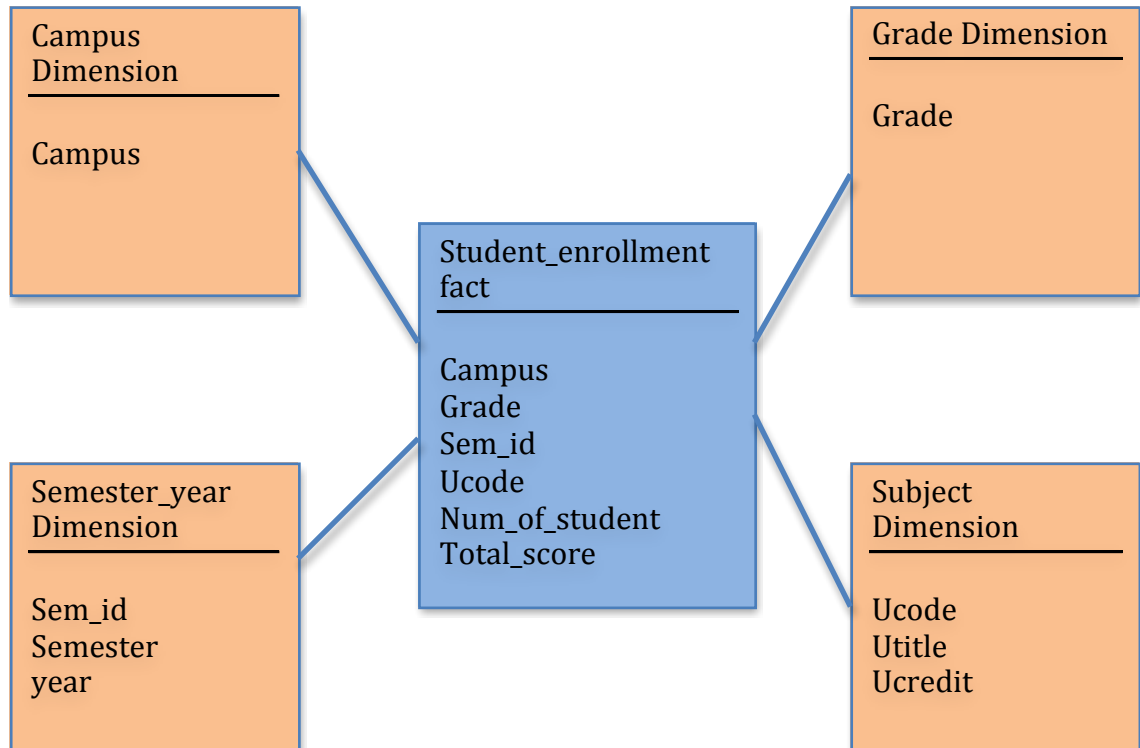 Campus
Dimension
Campus
Grade Dimension
Grade
Student_enrollment
fact
Campus
Grade
Sem_id
Ucode
Num_of_student
Total_score
Semester_year
Dimension
Sem_id
Semester
year
Subject
Dimension
Ucode
Utitle
Ucredit